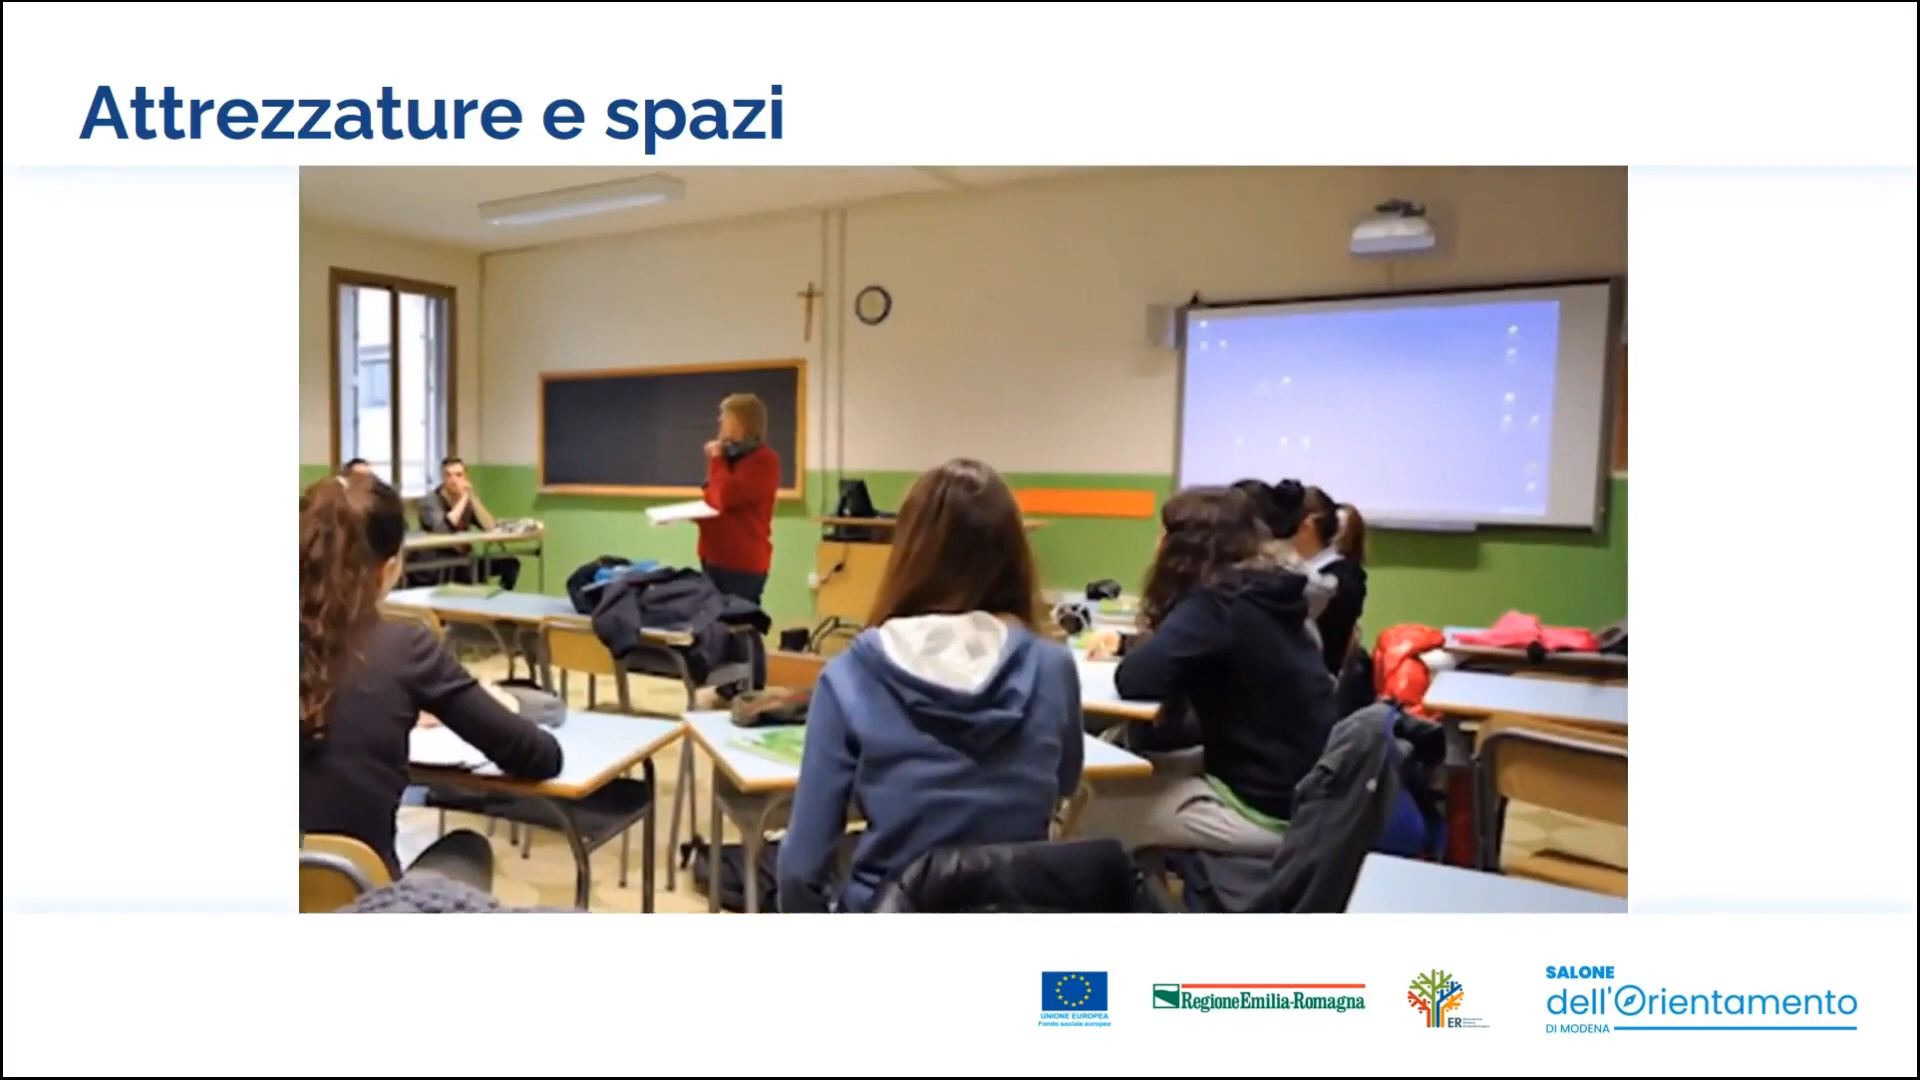 Attrezzature e spazi
UNIONE EUROPEA
Fondo sociale europeo
RegioneEmilia-Romagna
ER
SALONE
dell'Orientamento
DI MODENA